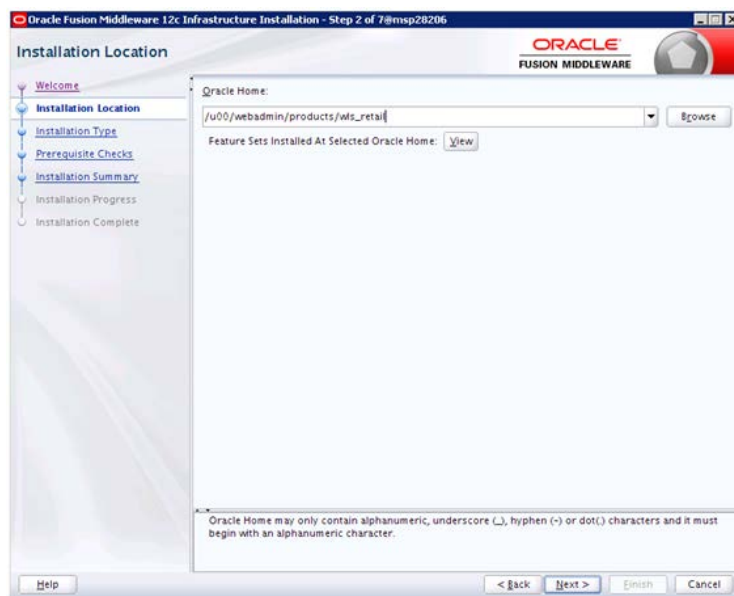 Oracle Fusion Middleware 12c Infrastructure Installation - Step 2 of 7@msp28206
Installation Location
ORACLE
FUSION MIDDLEWARE
Welcome
Installation Location
Installation Type
Prerequisite Checks
Installation Summary
Installation Progress
Installation Complete
Oracle Home:
/u00/webadmin/products/wls_retail
Browse
Feature Sets Installed At Selected Oracle Home: View
Oracle Home may only contain alphanumeric, underscore (_), hyphen (-) or dot(.) characters and it must
begin with an alphanumeric character.
Help
< Back Next > Finish Cancel